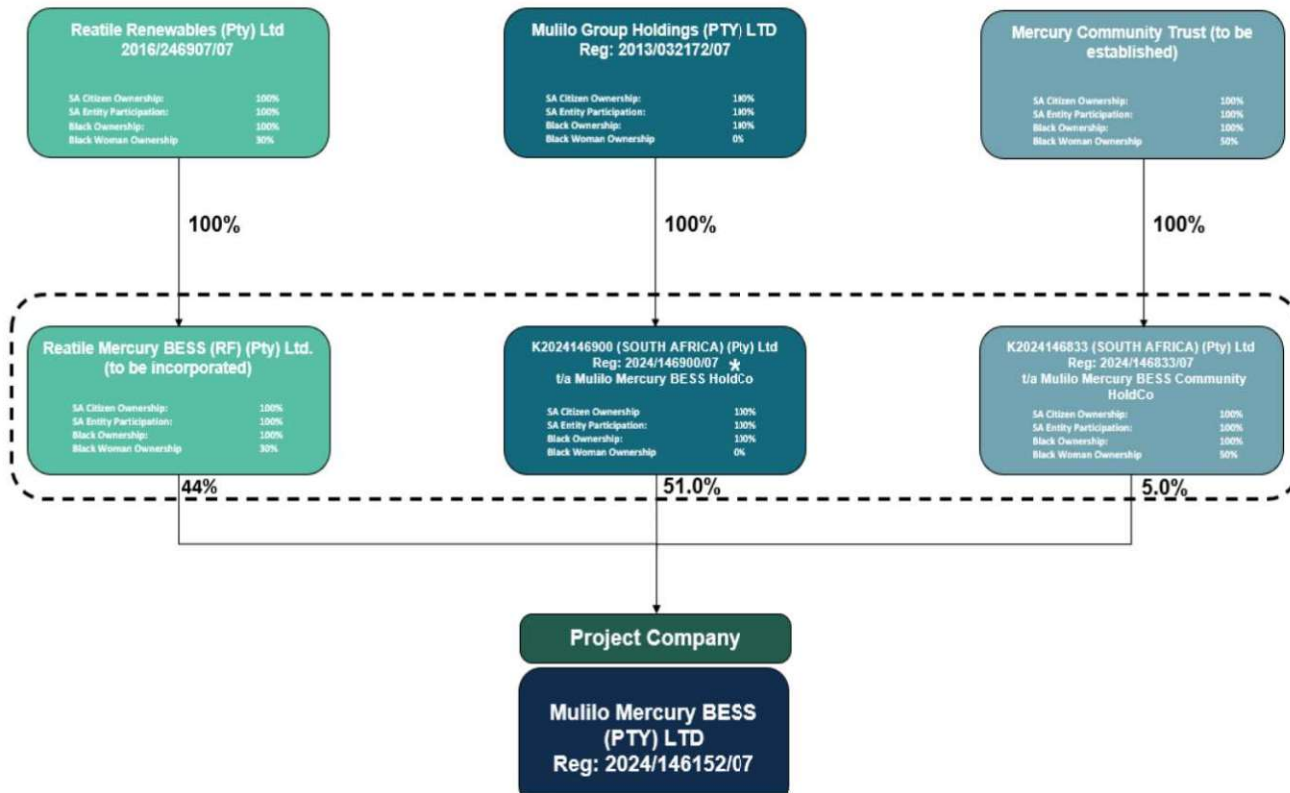 Reatile Renewables (Pty) Ltd
2016/246907/07
SA Citizen Ownership: 100%
SA Entity Participation: 100%
Black Ownership: 100%
Black Woman Ownership 30%
Mulilo Group Holdings (PTY) LTD
Reg: 2013/032172/07
SA Citizen Ownership: 100%
SA Entity Participation: 100%
Black Ownership: 100%
Black Woman Ownership 0%
Mercury Community Trust (to be
established)
SA Citizen Ownership: 100%
SA Entity Participation: 100%
Black Ownership: 100%
Black Woman Ownership 50%
100%
100%
100%
Reatile Mercury BESS (RF) (Pty) Ltd.
(to be incorporated)
SA Citizen Ownership: 100%
SA Entity Participation: 100%
Black Ownership: 100%
Black Woman Ownership 30%
K2024146900 (SOUTH AFRICA) (Pty) Ltd
Reg: 2024/146900/07 *
t/a Mulilo Mercury BESS HoldCo
SA Citizen Ownership 100%
SA Entity Participation: 100%
Black Ownership: 100%
Black Woman Ownership 0%
K2024146833 (SOUTH AFRICA) (Pty) Ltd
Reg: 2024/146833/07
t/a Mulilo Mercury BESS Community
HoldCo
SA Citizen Ownership: 100%
SA Entity Participation: 100%
Black Ownership: 100%
Black Woman Ownership 50%
44%
51.0%
5.0%
Project Company
Mulilo Mercury BESS
(PTY) LTD
Reg: 2024/146152/07